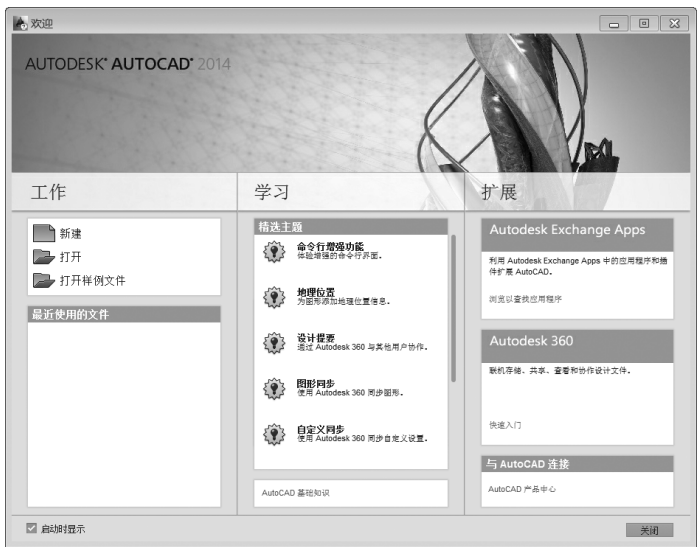 欢迎
AUTODESK® AUTOCAD® 2014
工作
学习
扩展
新建
打开
打开样例文件
最近使用的文件
精选主题
命令行增强功能
体验增强的命令行界面。
地理位置
为图形添加地理位置信息。
设计提要
通过 Autodesk 360 与其他用户协作。
图形同步
使用 Autodesk 360 同步图形。
自定义同步
使用 Autodesk 360 同步自定义设置。
AutoCAD 基础知识
Autodesk Exchange Apps
利用 Autodesk Exchange Apps 中的应用程序和插
件扩展 AutoCAD。
浏览以查找应用程序
Autodesk 360
联机存储、共享、查看和协作设计文件。
快速入门
与 AutoCAD 连接
AutoCAD 产品中心
启动时显示
关闭